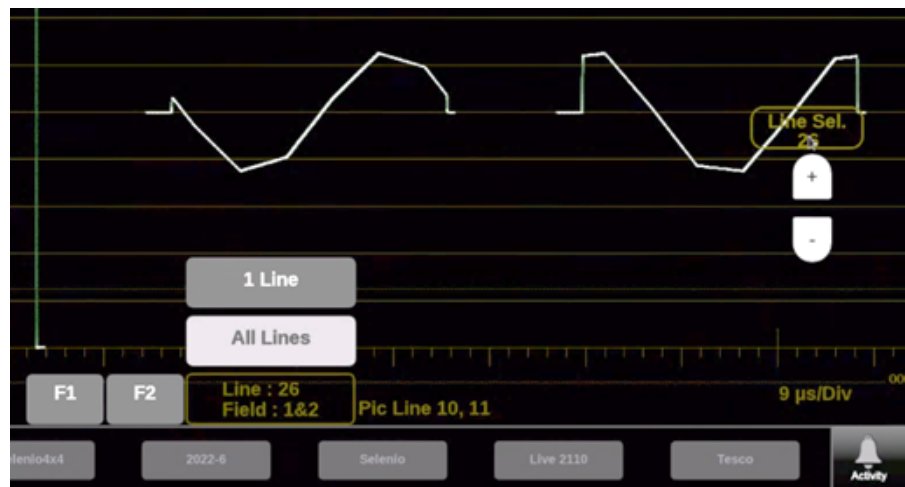 Line Sel.
26
+
-
1 Line
All Lines
F1
F2
Line : 26
Field : 1&2
Pic Line 10, 11
9 µs/Div
2022-6
Selenio
Live 2110
Tesco
Activity